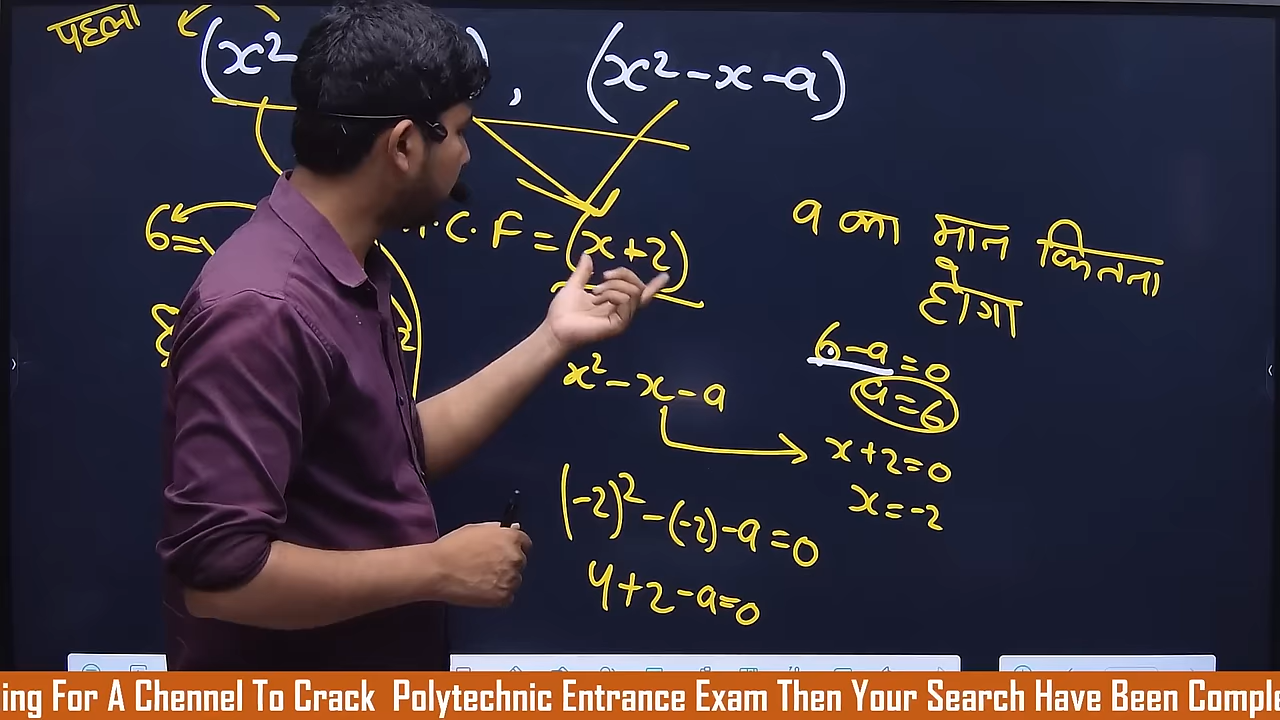 पहला
(x² ) , (x² - x - a)
6 =
H.C.F = (x+2)
a का मान कितना
होगा
2
x² - x - a
6 - a = 0
a = 6
x + 2 = 0
x = -2
(-2)² - (-2) - a = 0
4 + 2 - a = 0
ing For A Chennel To Crack Polytechnic Entrance Exam Then Your Search Have Been Comple